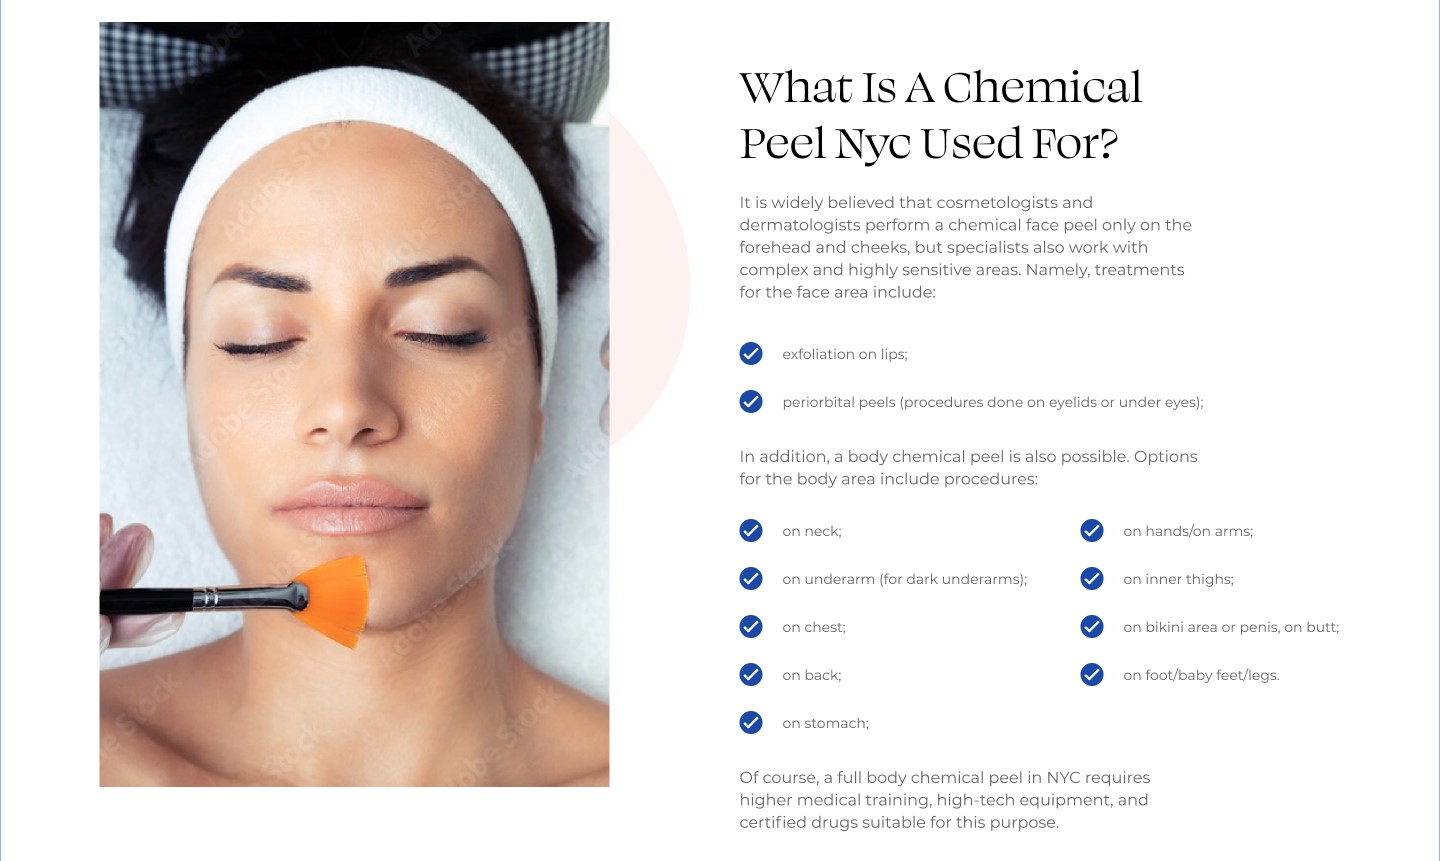 What Is A Chemical
Peel Nyc Used For?
It is widely believed that cosmetologists and
dermatologists perform a chemical face peel only on the
forehead and cheeks, but specialists also work with
complex and highly sensitive areas. Namely, treatments
for the face area include:
exfoliation on lips;
periorbital peels (procedures done on eyelids or under eyes);
In addition, a body chemical peel is also possible. Options
for the body area include procedures:
on neck;
on underarm (for dark underarms);
on chest;
on back;
on stomach;
on hands/on arms;
on inner thighs;
on bikini area or penis, on butt;
on foot/baby feet/legs.
Of course, a full body chemical peel in NYC requires
higher medical training, high-tech equipment, and
certified drugs suitable for this purpose.
Adobe Stock